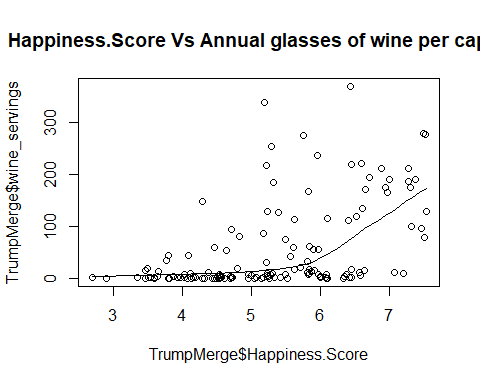 Happiness.Score Vs Annual glasses of wine per cap
TrumpMerge$wine_servings
300
200
100
0
3 4 5 6 7
TrumpMerge$Happiness.Score